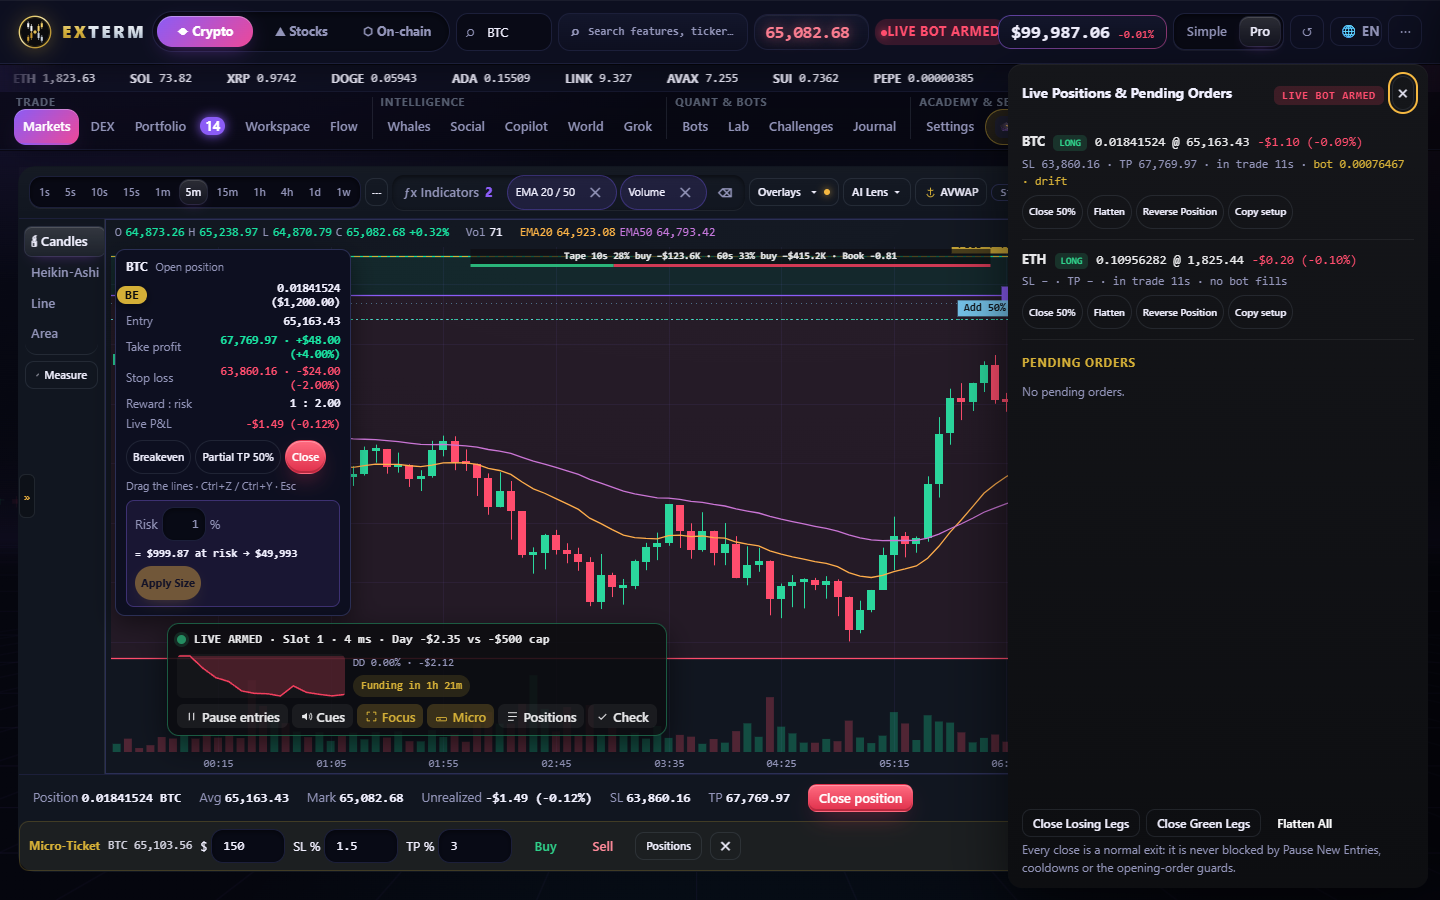 EXTERM
Crypto
Stocks
On-chain
BTC
search features, ticker…
65,082.68
LIVE BOT ARMED
$99,987.06 -0.01%
Simple
Pro
EN
ETH 1,823.63
SOL 73.82
XRP 0.9742
DOGE 0.05943
ADA 0.15509
LINK 9.327
AVAX 7.255
SUI 0.7362
PEPE 0.00000385
TRADE
INTELLIGENCE
QUANT & BOTS
ACADEMY & SE
Markets
DEX
Portfolio 14
Workspace
Flow
Whales
Social
Copilot
World
Grok
Bots
Lab
Challenges
Journal
Settings
1s 5s 10s 15s 1m 5m 15m 1h 4h 1d 1w
ƒx Indicators 2
EMA 20 / 50 ✕
Volume ✕
Overlays
AI Lens
AVWAP
Candles
Heikin-Ashi
Line
Area
Measure
»
O 64,873.26 H 65,238.97 L 64,870.79 C 65,082.68 +0.32% Vol 71 EMA20 64,923.08 EMA50 64,793.42
Tape 10s 28% buy -$123.6K · 60s 33% buy -$415.2K · Book -0.81
Add 50%
BTC Open position
BE
0.01841524
($1,200.00)
Entry 65,163.43
Take profit 67,769.97 · +$48.00
(+4.00%)
Stop loss 63,860.16 · -$24.00
(-2.00%)
Reward : risk 1 : 2.00
Live P&L -$1.49 (-0.12%)
Breakeven
Partial TP 50%
Close
Drag the lines · Ctrl+Z / Ctrl+Y · Esc
Risk 1 %
= $999.87 at risk → $49,993
Apply Size
LIVE ARMED · Slot 1 · 4 ms · Day -$2.35 vs -$500 cap
DD 0.00% · -$2.12
Funding in 1h 21m
Pause entries
Cues
Focus
Micro
Positions
Check
00:15 01:05 01:55 02:45 03:35 04:25 05:15 06:
Position 0.01841524 BTC Avg 65,163.43 Mark 65,082.68 Unrealized -$1.49 (-0.12%) SL 63,860.16 TP 67,769.97
Close position
Micro-Ticket BTC 65,103.56 $ 150 SL % 1.5 TP % 3 Buy Sell Positions ✕
Live Positions & Pending Orders
LIVE BOT ARMED
✕
BTC LONG 0.01841524 @ 65,163.43 -$1.10 (-0.09%)
SL 63,860.16 · TP 67,769.97 · in trade 11s · bot 0.00076467
· drift
Close 50%
Flatten
Reverse Position
Copy setup
ETH LONG 0.10956282 @ 1,825.44 -$0.20 (-0.10%)
SL – · TP – · in trade 11s · no bot fills
Close 50%
Flatten
Reverse Position
Copy setup
PENDING ORDERS
No pending orders.
Close Losing Legs
Close Green Legs
Flatten All
Every close is a normal exit: it is never blocked by Pause New Entries,
cooldowns or the opening-order guards.